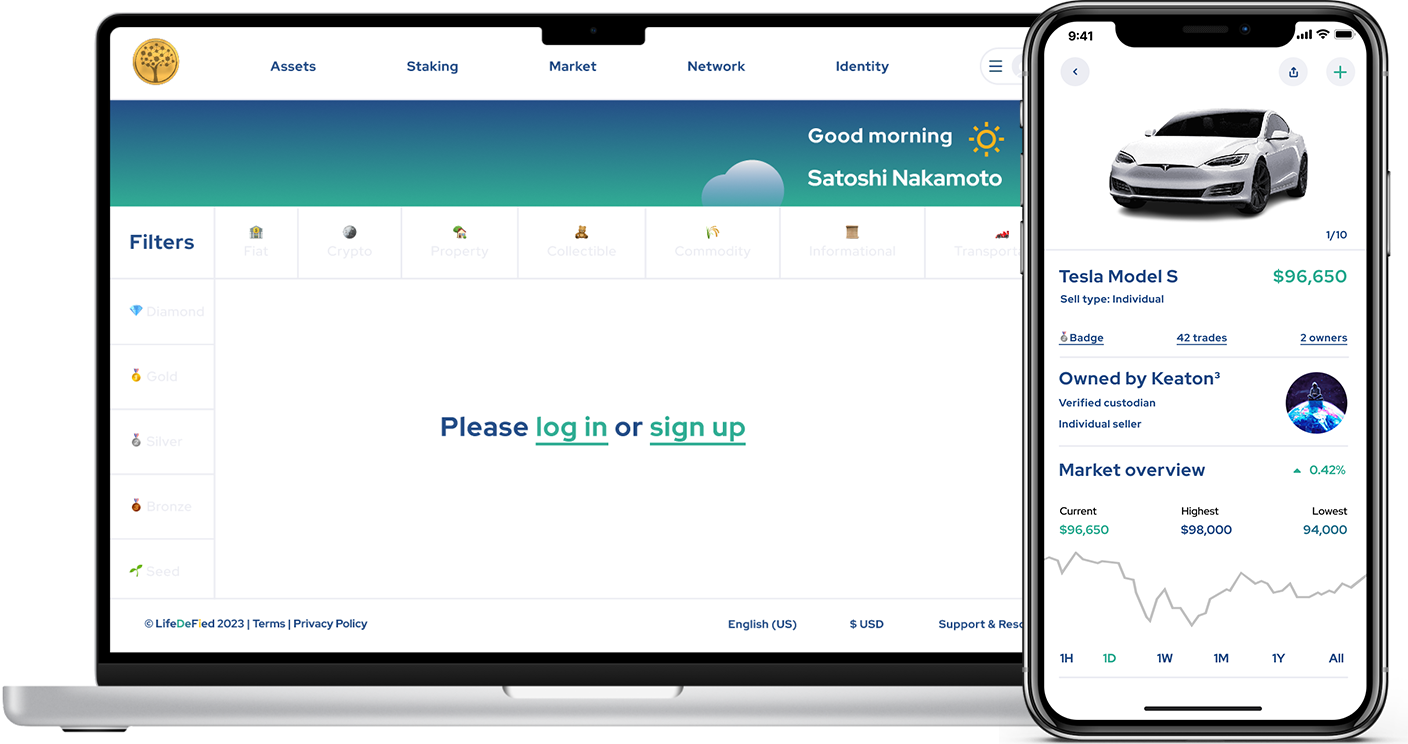 Assets
Staking
Market
Network
Identity
Good morning
Satoshi Nakamoto
Filters
Fiat
Crypto
Property
Collectible
Commodity
Informational
Diamond
Gold
Silver
Bronze
Seed
Please log in or sign up
© LifeDeFied 2023 | Terms | Privacy Policy
English (US)
$ USD
Support &
9:41
1/10
Tesla Model S
$96,650
Sell type: Individual
Badge
42 trades
2 owners
Owned by Keaton³
Verified custodian
Individual seller
Market overview
0.42%
Current
Highest
Lowest
$96,650
$98,000
94,000
1H
1D
1W
1M
1Y
All